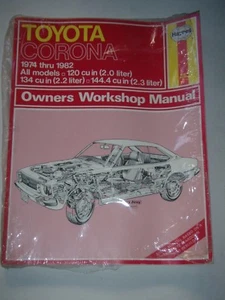 TOYOTA
CORONA
1974 thru 1982
All models □ 120 cu in (2.0 liter)
134 cu in (2.2 liter) □ 144.4 cu in (2.3 liter)
Owners Workshop Manual